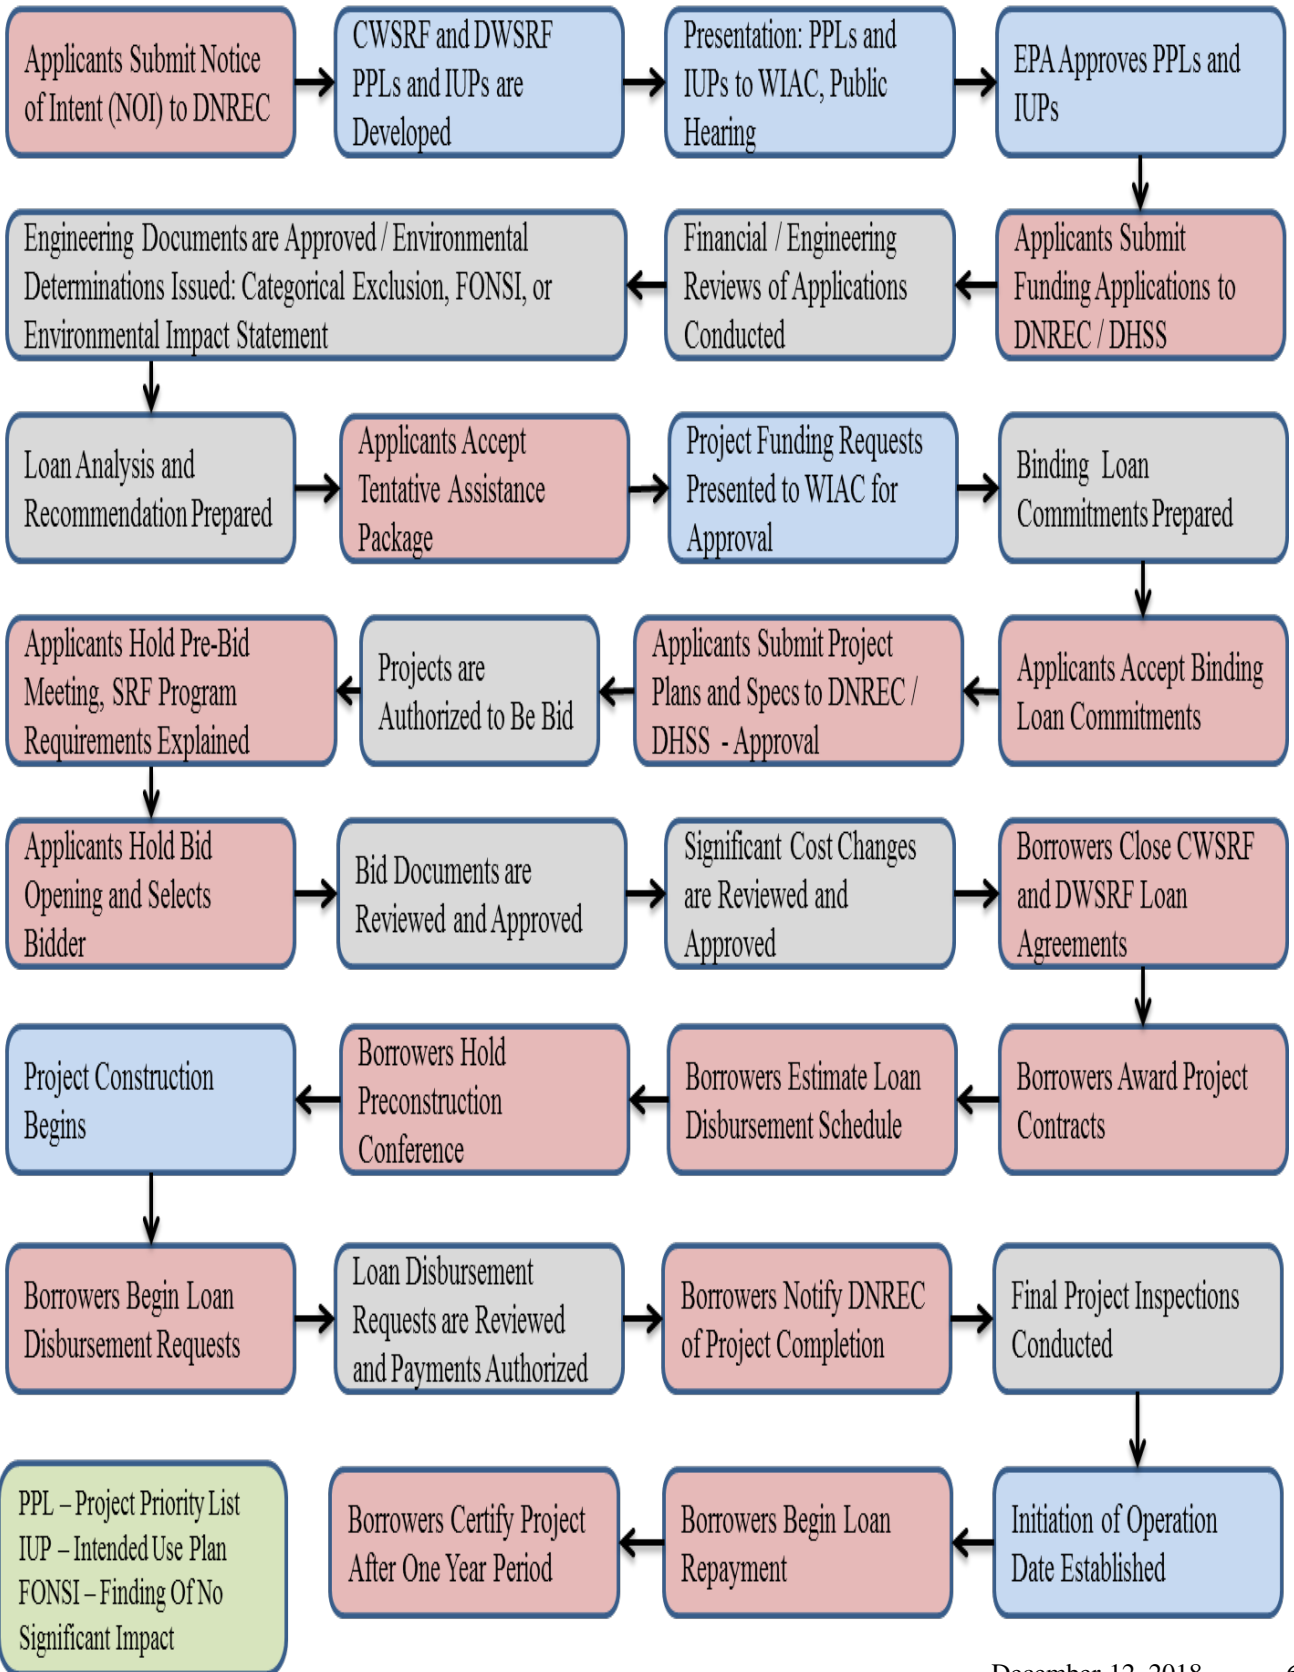 Applicants Submit Notice
of Intent (NOI) to DNREC
CWSRF and DWSRF
PPLs and IUPs are
Developed
Presentation: PPLs and
IUPs to WIAC, Public
Hearing
EPA Approves PPLs and
IUPs
Applicants Submit
Funding Applications to
DNREC / DHSS
Financial / Engineering
Reviews of Applications
Conducted
Engineering Documents are Approved / Environmental
Determinations Issued: Categorical Exclusion, FONSI, or
Environmental Impact Statement
Loan Analysis and
Recommendation Prepared
Applicants Accept
Tentative Assistance
Package
Project Funding Requests
Presented to WIAC for
Approval
Binding Loan
Commitments Prepared
Applicants Accept Binding
Loan Commitments
Applicants Submit Project
Plans and Specs to DNREC /
DHSS - Approval
Projects are
Authorized to Be Bid
Applicants Hold Pre-Bid
Meeting, SRF Program
Requirements Explained
Applicants Hold Bid
Opening and Selects
Bidder
Bid Documents are
Reviewed and Approved
Significant Cost Changes
are Reviewed and
Approved
Borrowers Close CWSRF
and DWSRF Loan
Agreements
Borrowers Award Project
Contracts
Borrowers Estimate Loan
Disbursement Schedule
Borrowers Hold
Preconstruction
Conference
Project Construction
Begins
Borrowers Begin Loan
Disbursement Requests
Loan Disbursement
Requests are Reviewed
and Payments Authorized
Borrowers Notify DNREC
of Project Completion
Final Project Inspections
Conducted
Initiation of Operation
Date Established
Borrowers Begin Loan
Repayment
Borrowers Certify Project
After One Year Period
PPL – Project Priority List
IUP – Intended Use Plan
FONSI – Finding Of No
Significant Impact
December 12, 2018